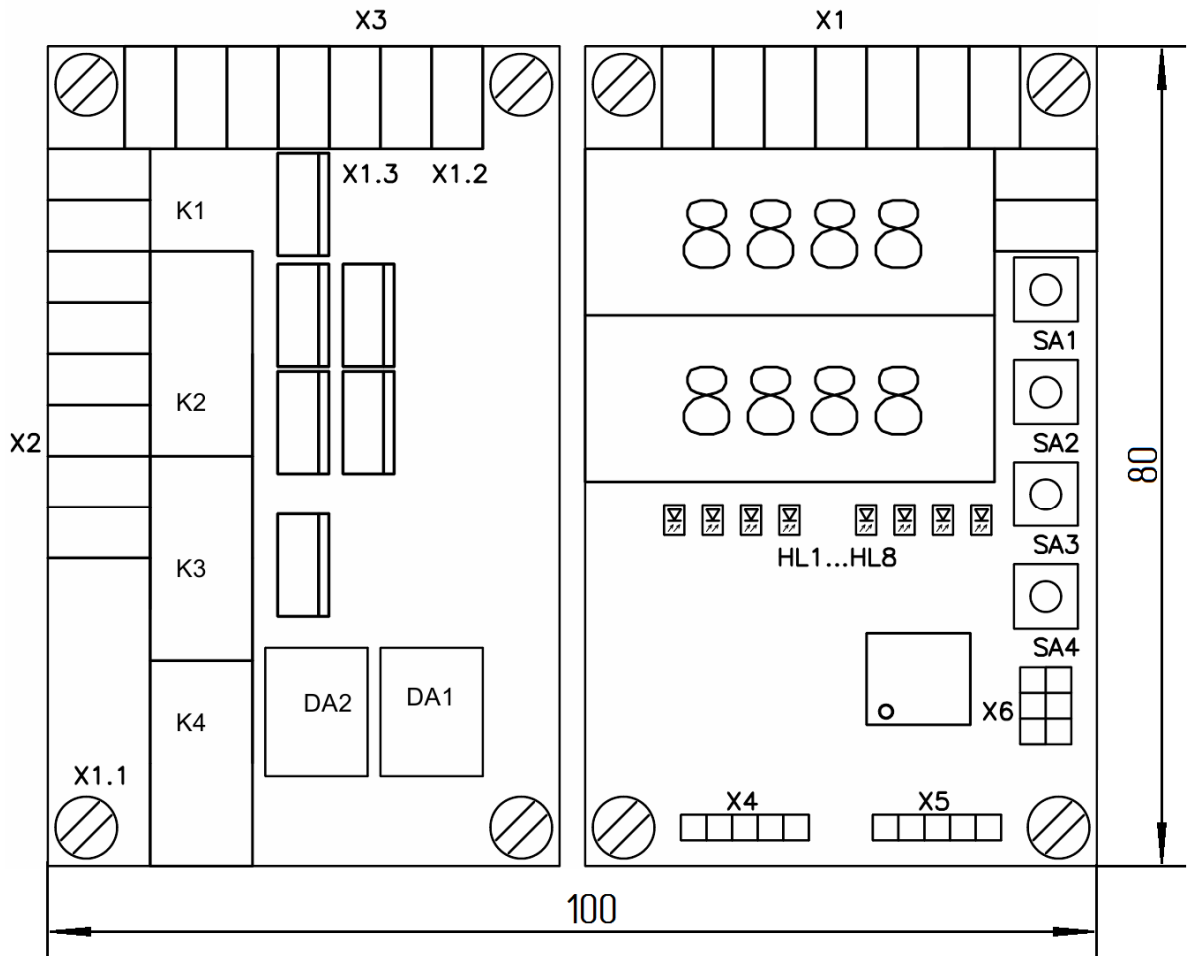 X3 X1
X1.3 X1.2
K1
8888
SA1
K2
8888
X2
SA2
80
SA3
HL1...HL8
K3
SA4
DA2 DA1
X6
K4
X1.1
X4 X5
100